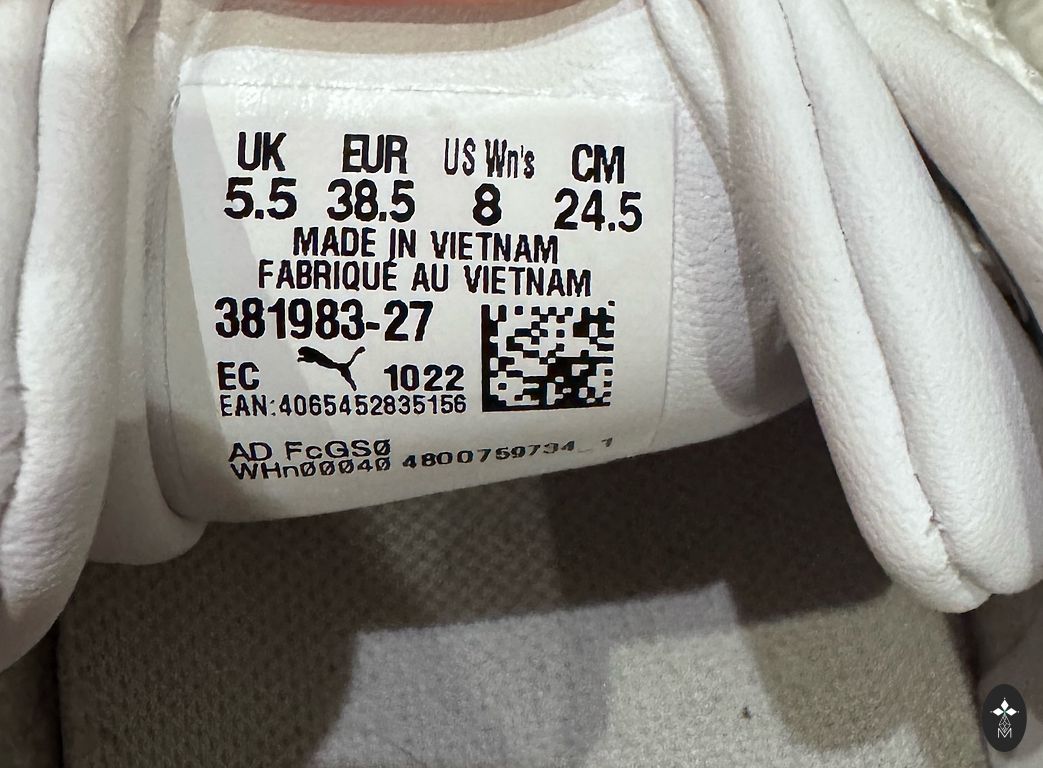 UK EUR US Wn's CM
5.5 38.5 8 24.5
MADE IN VIETNAM
FABRIQUÉ AU VIETNAM
381983-27
EC 1022
EAN:4065452835156
AD FcGS0
WHn00040 4800759734_1
M